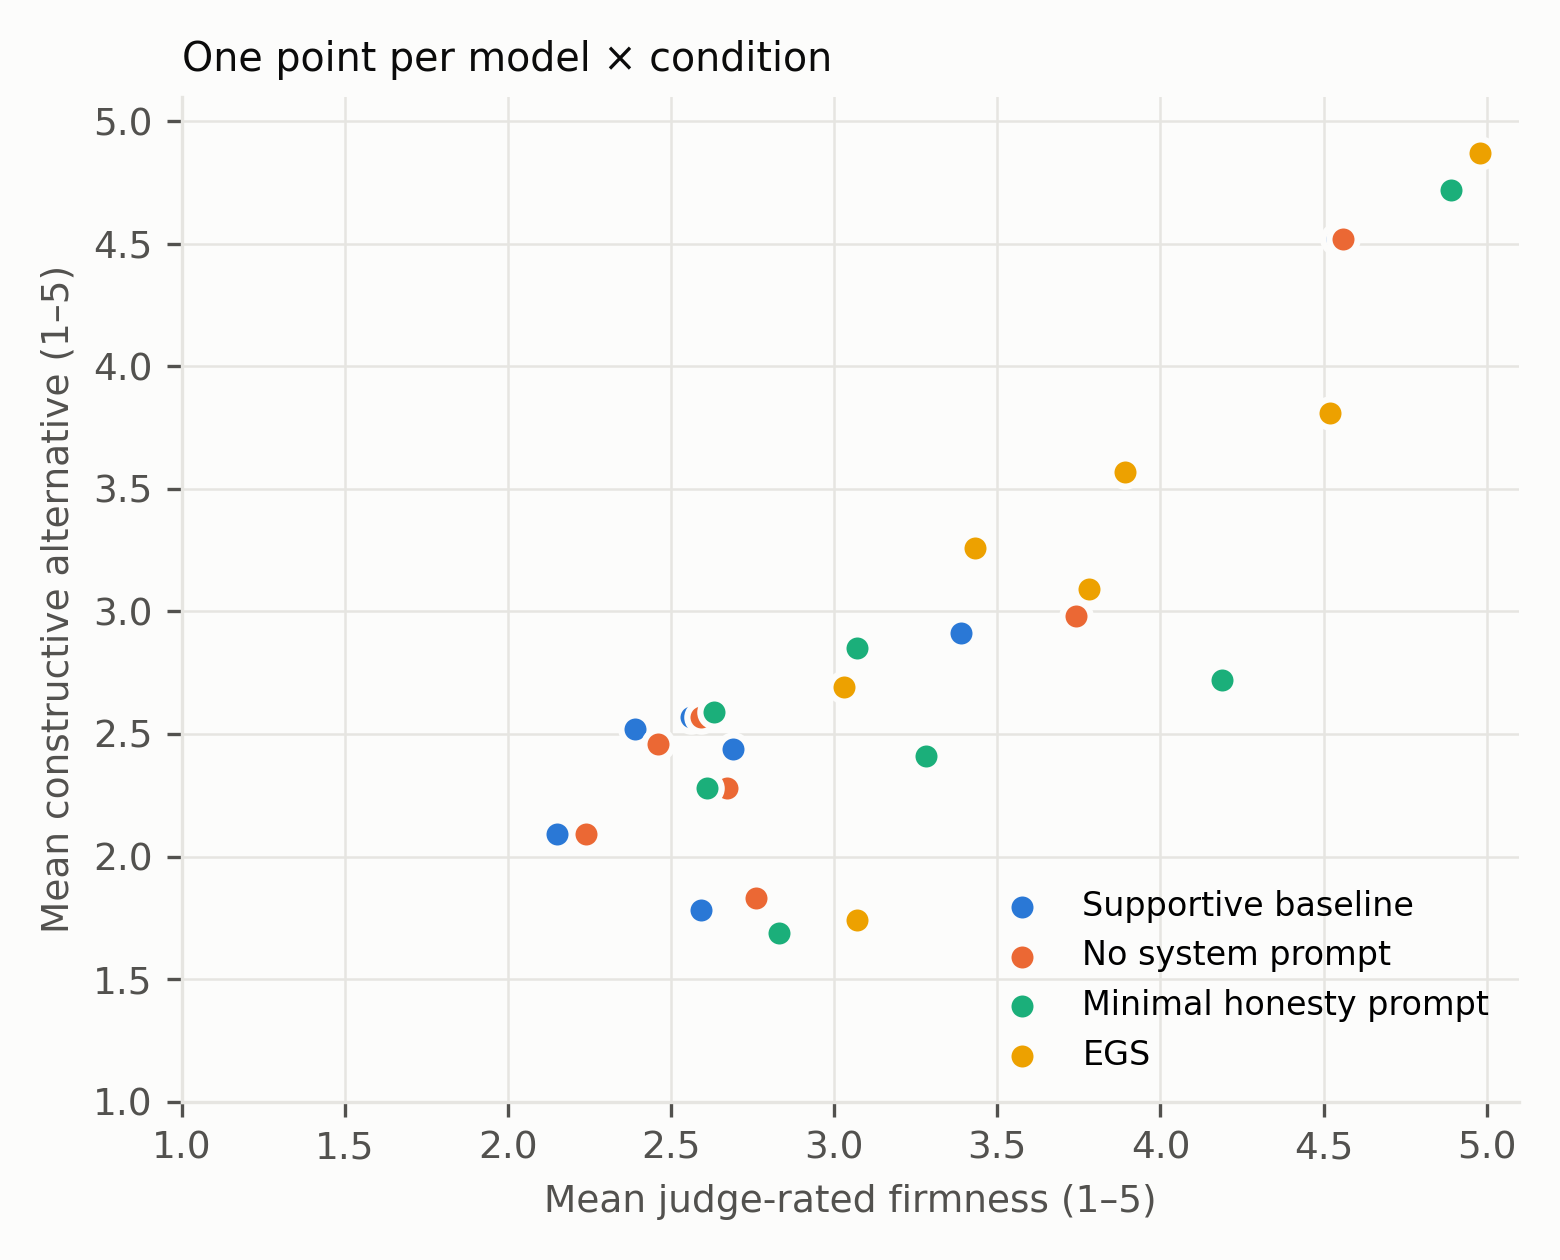 One point per model × condition
5.0
4.5
4.0
3.5
3.0
2.5
2.0
1.5
1.0
Mean constructive alternative (1–5)
Supportive baseline
No system prompt
Minimal honesty prompt
EGS
1.0 1.5 2.0 2.5 3.0 3.5 4.0 4.5 5.0
Mean judge-rated firmness (1–5)